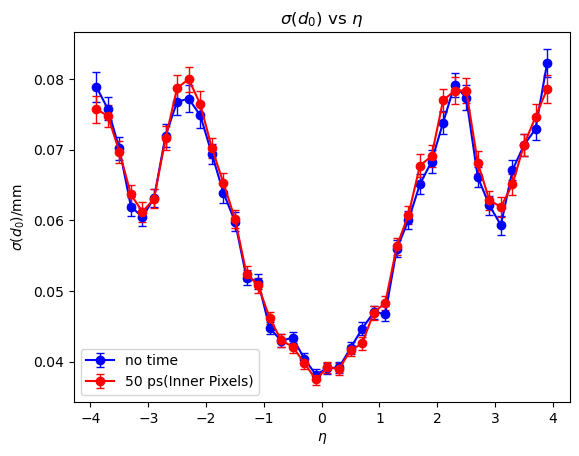 σ(d₀) vs η
σ(d₀)/mm
0.08
0.07
0.06
0.05
0.04
no time
50 ps(Inner Pixels)
−4 −3 −2 −1 0 1 2 3 4
η